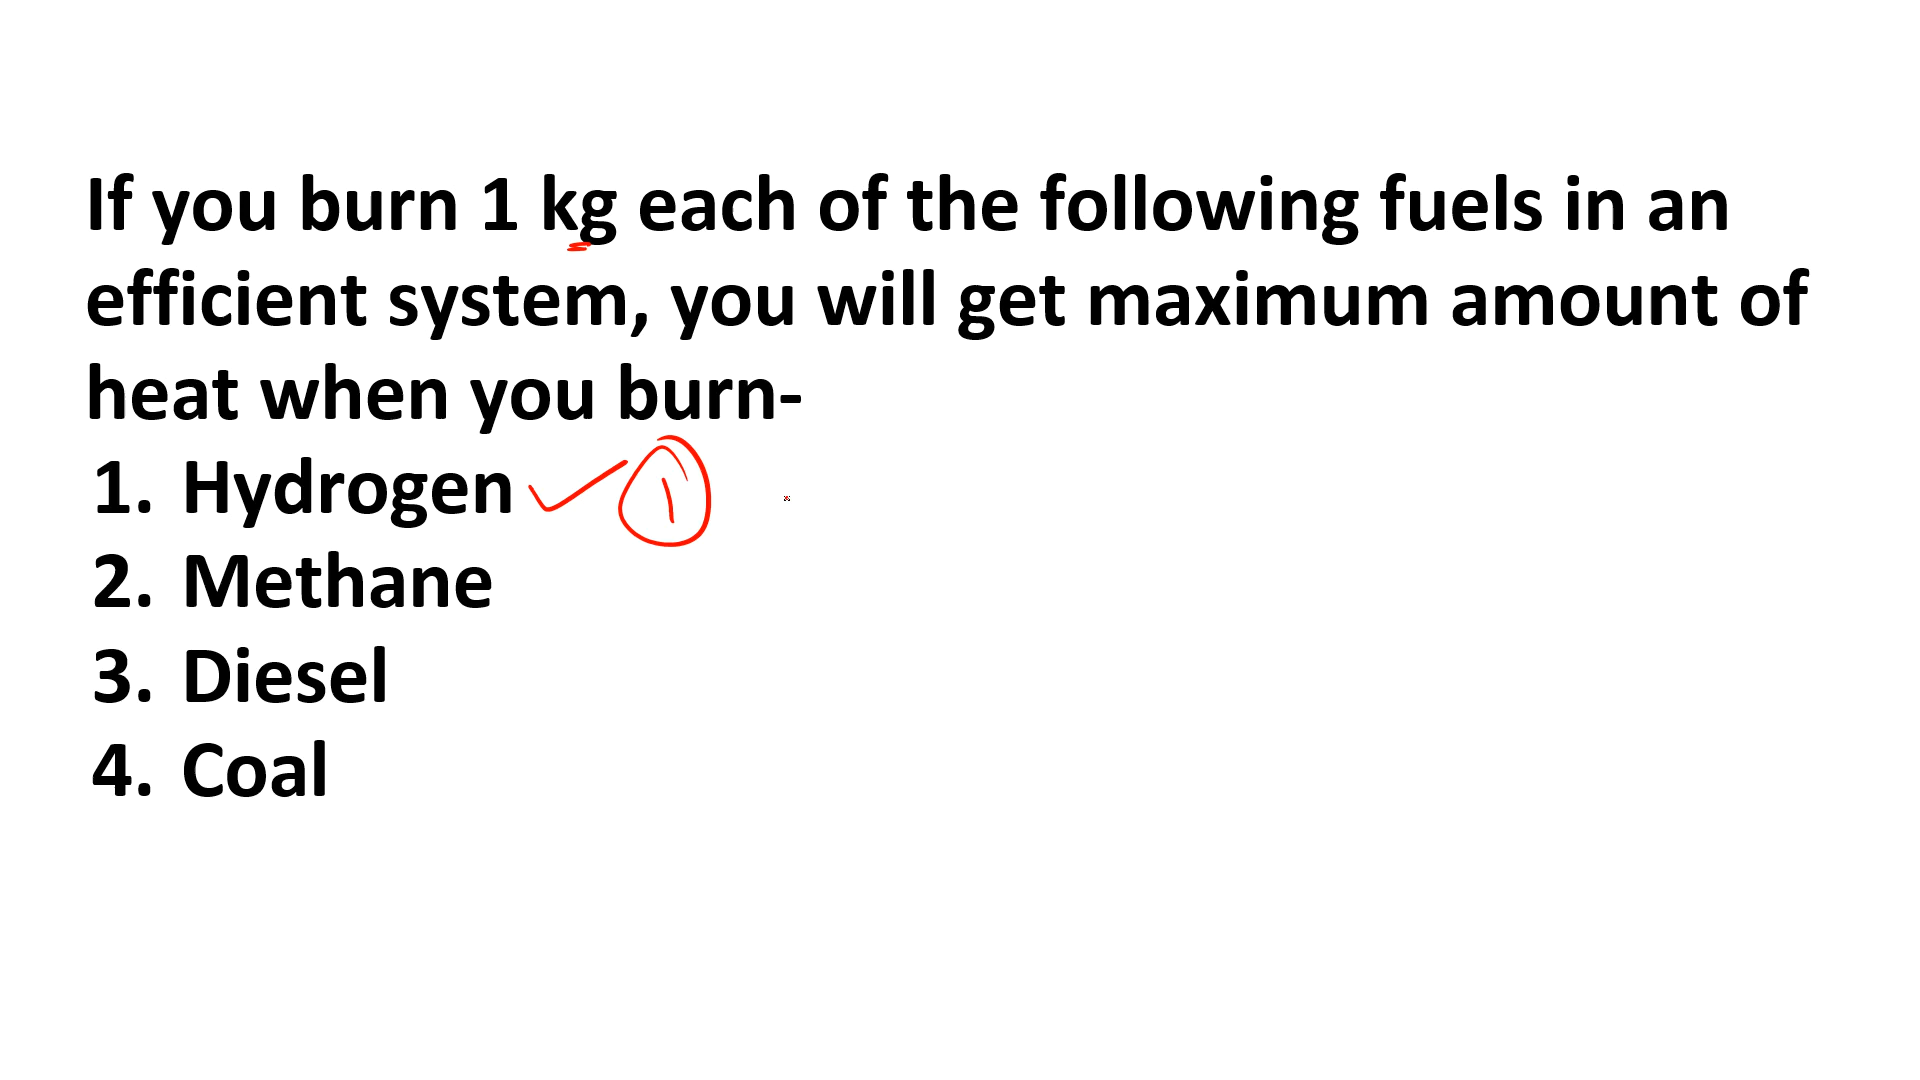 If you burn 1 kg each of the following fuels in an
efficient system, you will get maximum amount of
heat when you burn-
1. Hydrogen 1
2. Methane
3. Diesel
4. Coal